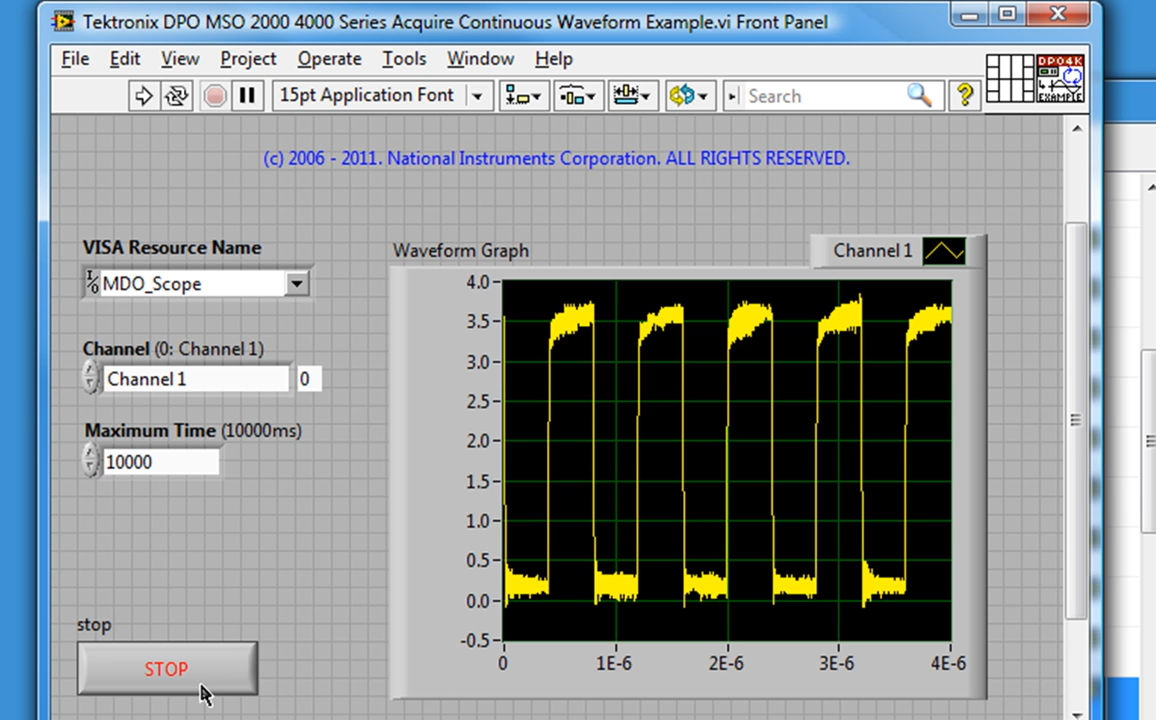 Tektronix DPO MSO 2000 4000 Series Acquire Continuous Waveform Example.vi Front Panel
File Edit View Project Operate Tools Window Help
15pt Application Font
Search
?
DPO4K
EXAMPLE
(c) 2006 - 2011. National Instruments Corporation. ALL RIGHTS RESERVED.
VISA Resource Name
I/O MDO_Scope
Channel (0: Channel 1)
Channel 1 0
Maximum Time (10000ms)
10000
stop
STOP
Waveform Graph
Channel 1
4.0
3.5
3.0
2.5
2.0
1.5
1.0
0.5
0.0
-0.5
0 1E-6 2E-6 3E-6 4E-6